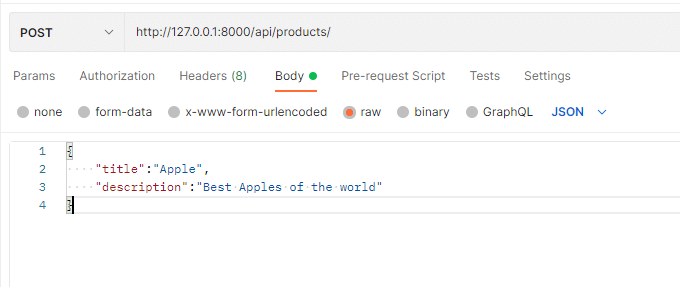 POST http://127.0.0.1:8000/api/products/
Params Authorization Headers (8) Body Pre-request Script Tests Settings
none form-data x-www-form-urlencoded raw binary GraphQL JSON
1 {
2 "title":"Apple",
3 "description":"Best Apples of the world"
4 }